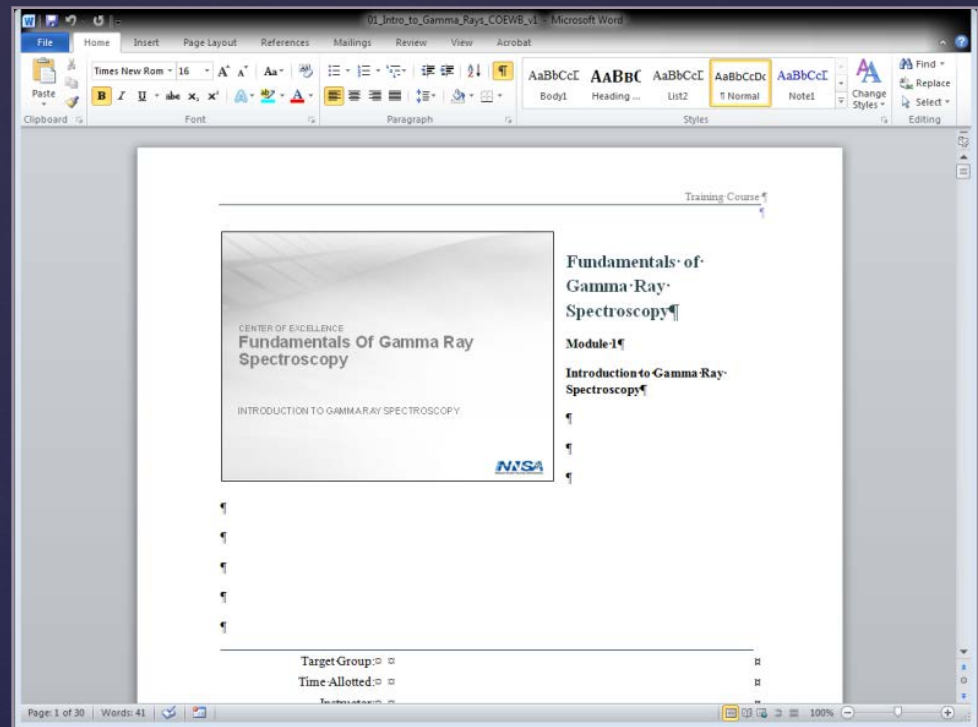 01_Intro_to_Gamma_Rays_COEWB_v1 - Microsoft Word
File Home Insert Page Layout References Mailings Review View Acrobat
Paste
Times New Rom 16
AaBbCcI AABBC AaBbCcI AaBbCcDc AaBbCcI
Body1 Heading ... List2 ¶ Normal Note1
Change Styles
Find
Replace
Select
Clipboard Font Paragraph Styles Editing
Training·Course¶
¶
CENTER OF EXCELLENCE
Fundamentals Of Gamma Ray
Spectroscopy
INTRODUCTION TO GAMMA RAY SPECTROSCOPY
NNSA
Fundamentals·of·
Gamma·Ray·
Spectroscopy¶
Module·1¶
Introduction·to·Gamma·Ray·
Spectroscopy¶
¶
¶
¶
¶
¶
¶
¶
¶
Target·Group:¤ ¤ ¤
Time·Allotted:¤ ¤ ¤
Instructor:¤ ¤ ¤
Page: 1 of 30 Words: 41 100%